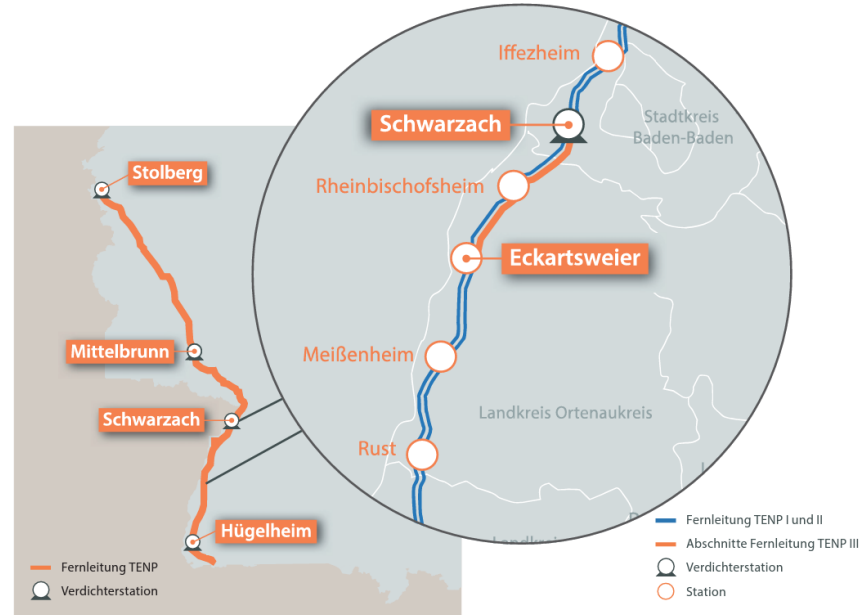 Stolberg
Mittelbrunn
Schwarzach
Hügelheim
Fernleitung TENP
Verdichterstation
Iffezheim
Schwarzach
Stadtkreis
Baden-Baden
Rheinbischofsheim
Eckartsweier
Meißenheim
Landkreis Ortenaukreis
Rust
Fernleitung TENP I und II
Abschnitte Fernleitung TENP III
Verdichterstation
Station